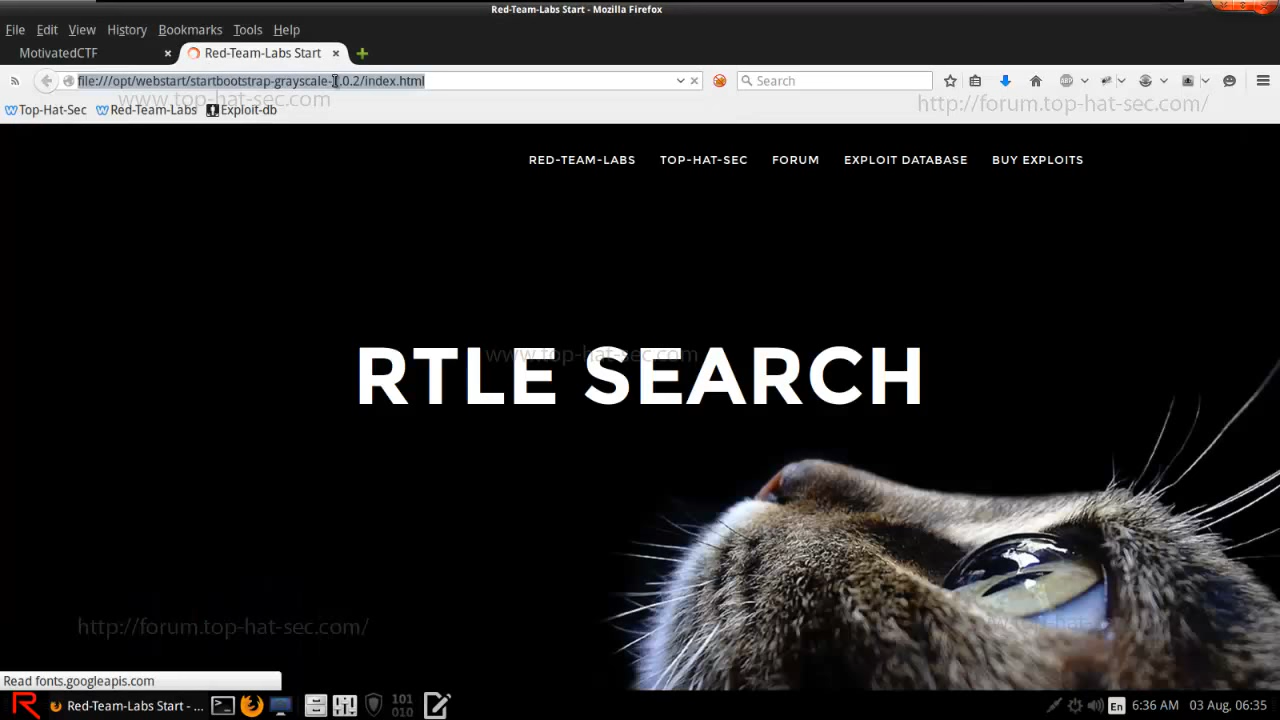 Red-Team-Labs Start - Mozilla Firefox
File Edit View History Bookmarks Tools Help
MotivatedCTF Red-Team-Labs Start
file:///opt/webstart/startbootstrap-grayscale-1.0.2/index.html Search
www.top-hat-sec.com http://forum.top-hat-sec.com/
Top-Hat-Sec Red-Team-Labs Exploit-db
RED-TEAM-LABS TOP-HAT-SEC FORUM EXPLOIT DATABASE BUY EXPLOITS
www.top-hat-sec.com
RTLE SEARCH
http://forum.top-hat-sec.com/
Read fonts.googleapis.com
R Red-Team-Labs Start - ... 101 010 En 6:36 AM 03 Aug, 06:35